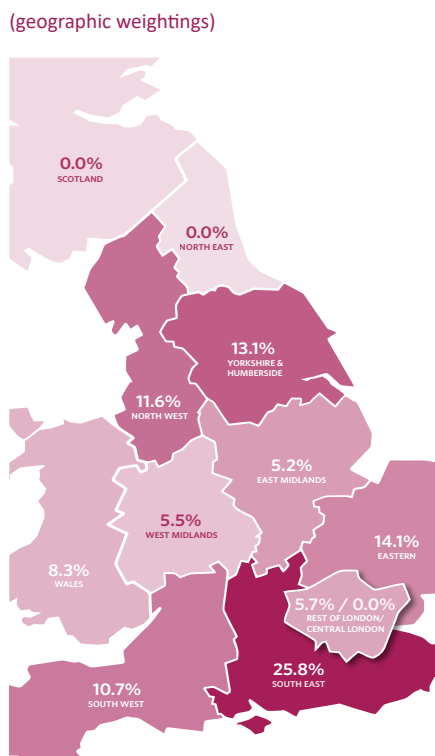 (geographic weightings)
0.0%
SCOTLAND
0.0%
NORTH EAST
13.1%
YORKSHIRE &
HUMBERSIDE
11.6%
NORTH WEST
5.2%
EAST MIDLANDS
5.5%
WEST MIDLANDS
14.1%
EASTERN
8.3%
WALES
5.7% / 0.0%
REST OF LONDON/
CENTRAL LONDON
25.8%
SOUTH EAST
10.7%
SOUTH WEST